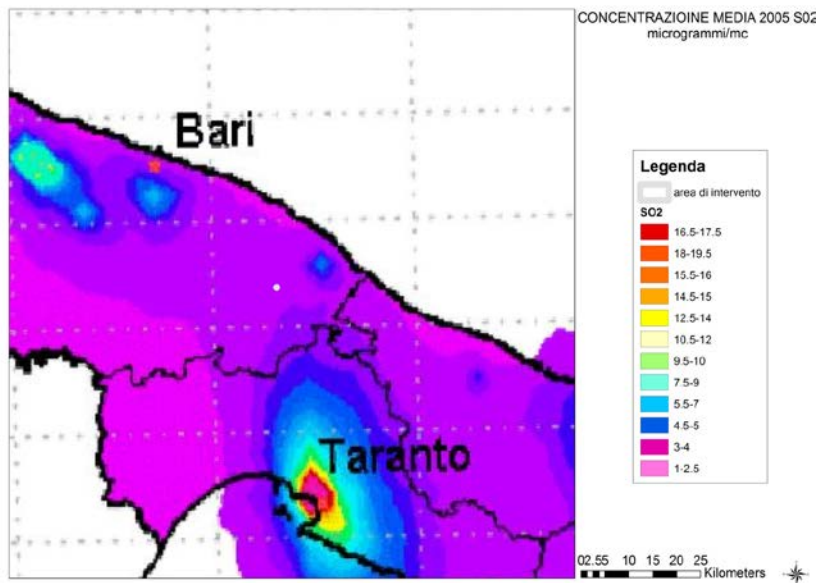 CONCENTRAZIOINE MEDIA 2005 S02
microgrammi/mc
Bari
Taranto
Legenda
area di intervento
SO2
16.5-17.5
18-19.5
15.5-16
14.5-15
12.5-14
10.5-12
9.5-10
7.5-9
5.5-7
4.5-5
3-4
1-2.5
02.55 10 15 20 25
Kilometers